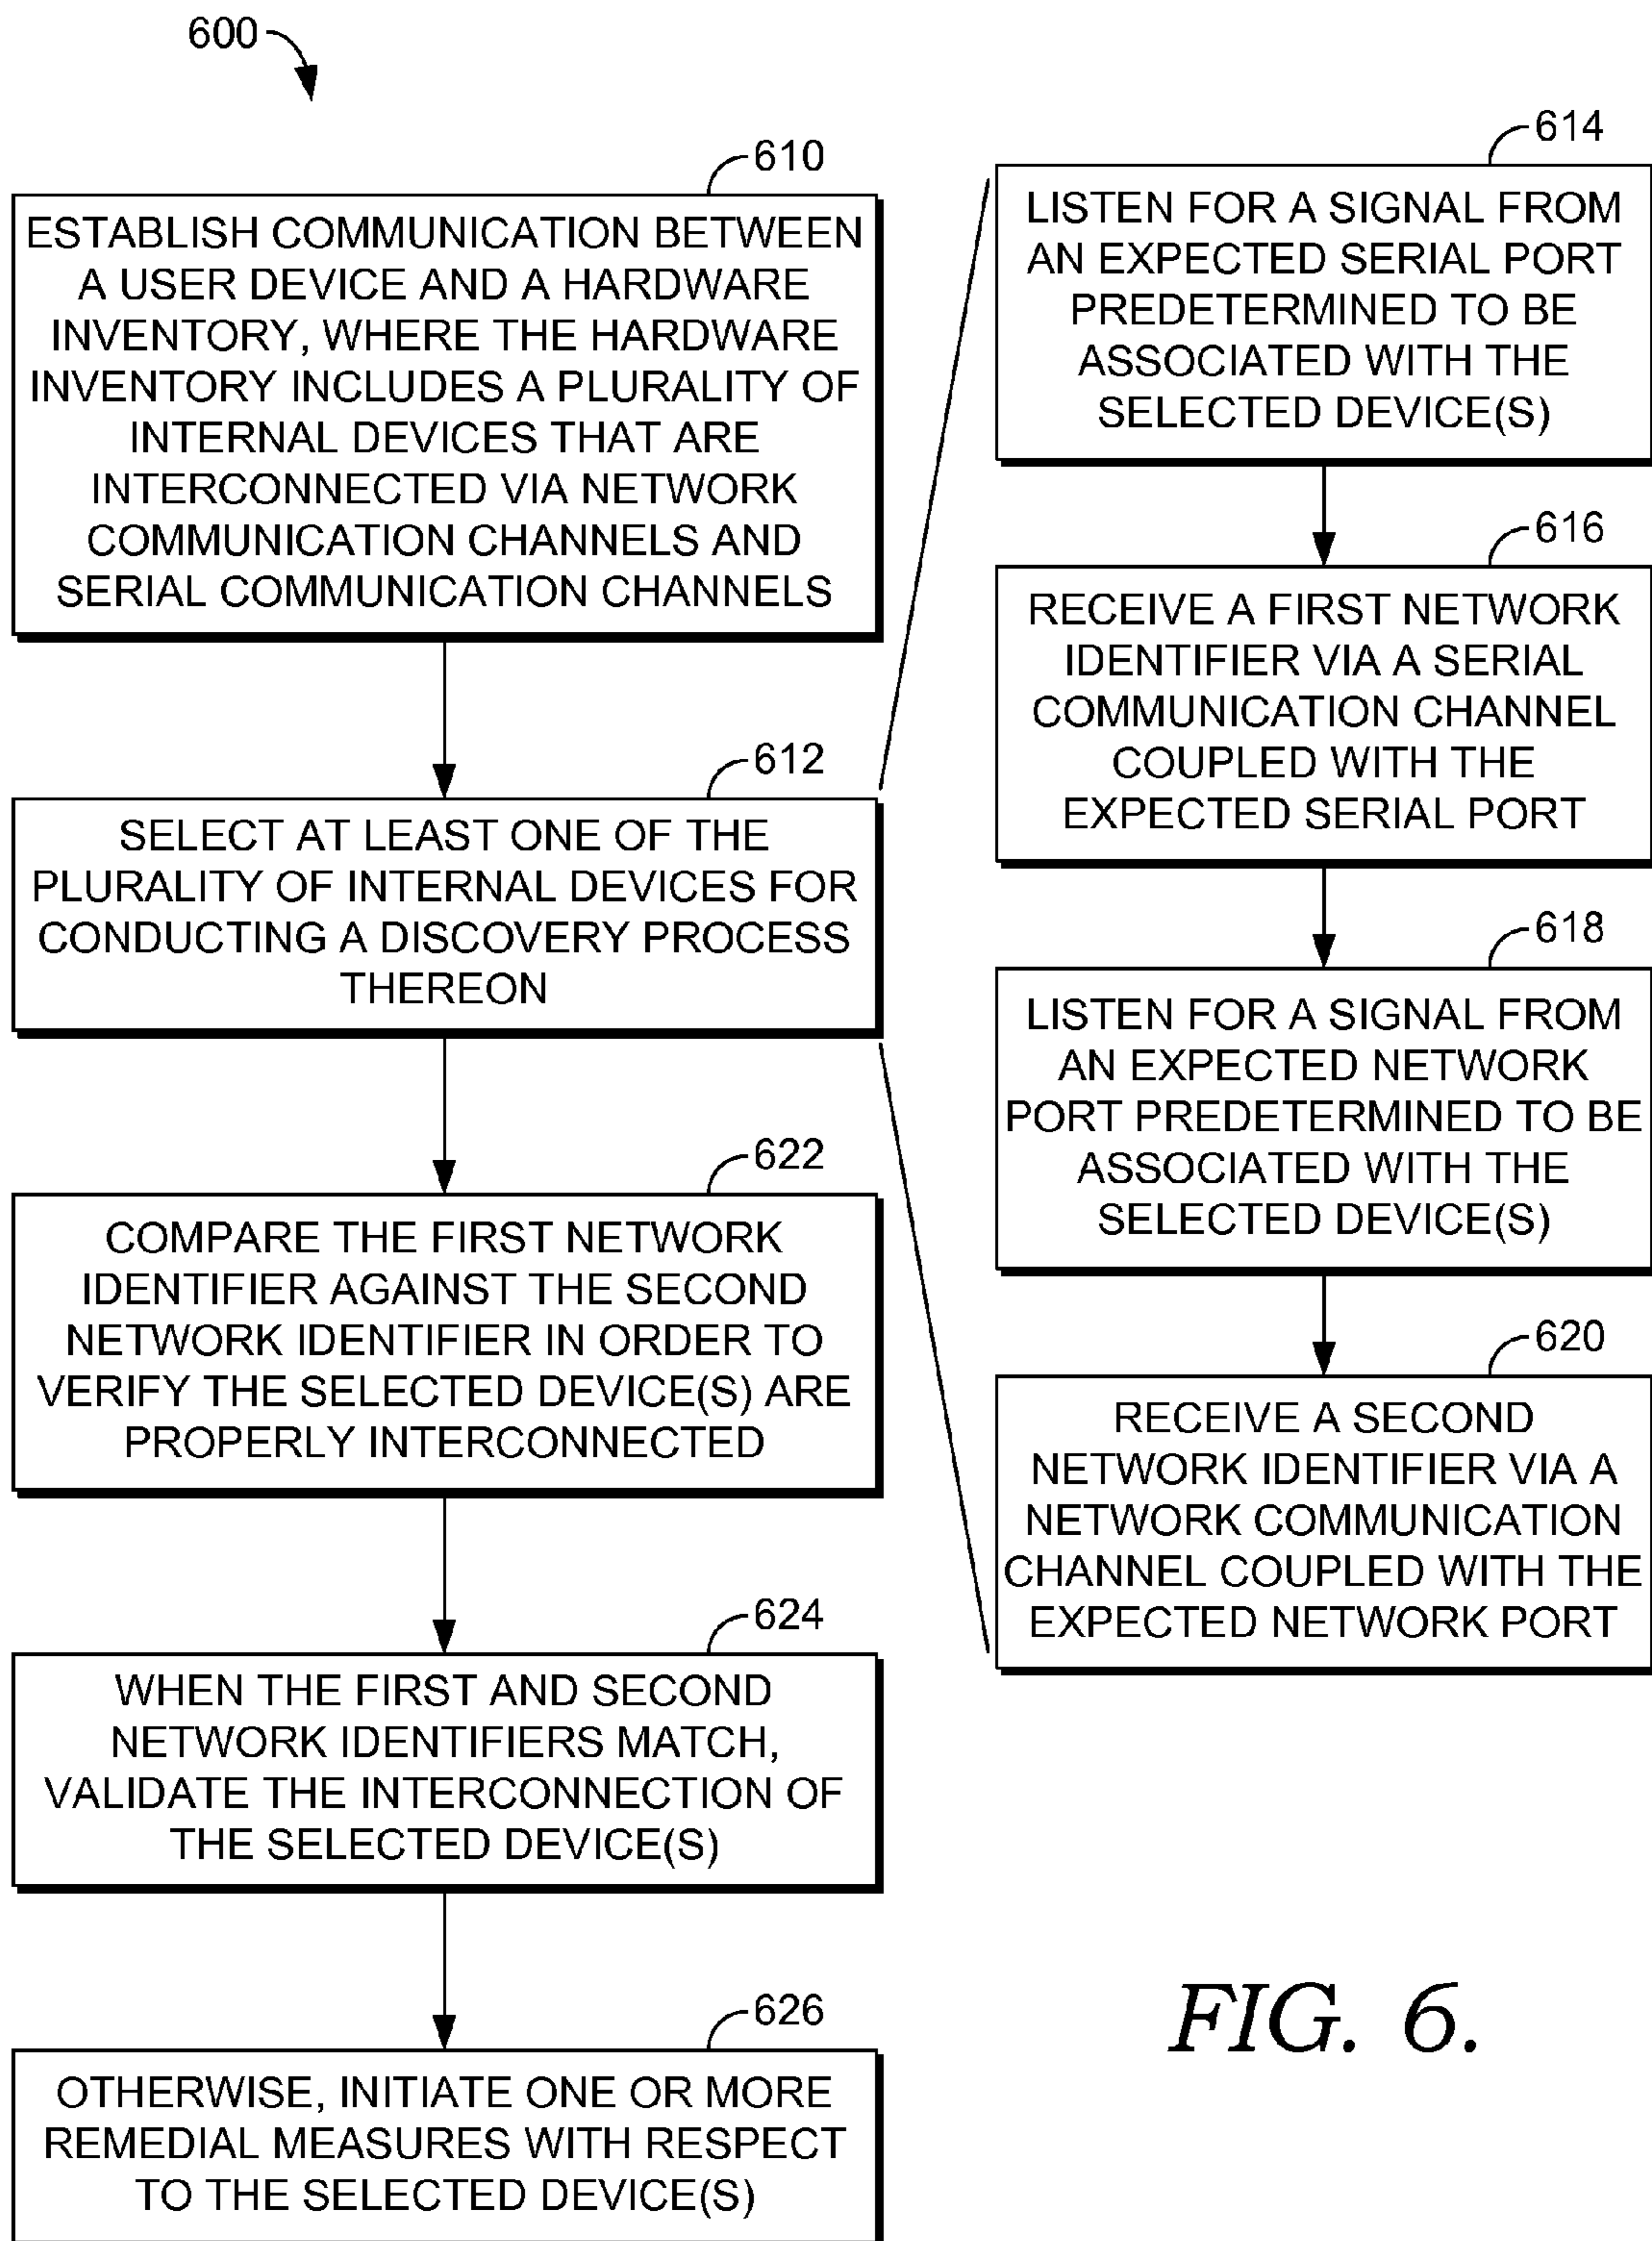 600
610
ESTABLISH COMMUNICATION BETWEEN
A USER DEVICE AND A HARDWARE
INVENTORY, WHERE THE HARDWARE
INVENTORY INCLUDES A PLURALITY OF
INTERNAL DEVICES THAT ARE
INTERCONNECTED VIA NETWORK
COMMUNICATION CHANNELS AND
SERIAL COMMUNICATION CHANNELS
612
SELECT AT LEAST ONE OF THE
PLURALITY OF INTERNAL DEVICES FOR
CONDUCTING A DISCOVERY PROCESS
THEREON
614
LISTEN FOR A SIGNAL FROM
AN EXPECTED SERIAL PORT
PREDETERMINED TO BE
ASSOCIATED WITH THE
SELECTED DEVICE(S)
616
RECEIVE A FIRST NETWORK
IDENTIFIER VIA A SERIAL
COMMUNICATION CHANNEL
COUPLED WITH THE
EXPECTED SERIAL PORT
618
LISTEN FOR A SIGNAL FROM
AN EXPECTED NETWORK
PORT PREDETERMINED TO BE
ASSOCIATED WITH THE
SELECTED DEVICE(S)
620
RECEIVE A SECOND
NETWORK IDENTIFIER VIA A
NETWORK COMMUNICATION
CHANNEL COUPLED WITH THE
EXPECTED NETWORK PORT
622
COMPARE THE FIRST NETWORK
IDENTIFIER AGAINST THE SECOND
NETWORK IDENTIFIER IN ORDER TO
VERIFY THE SELECTED DEVICE(S) ARE
PROPERLY INTERCONNECTED
624
WHEN THE FIRST AND SECOND
NETWORK IDENTIFIERS MATCH,
VALIDATE THE INTERCONNECTION OF
THE SELECTED DEVICE(S)
626
OTHERWISE, INITIATE ONE OR MORE
REMEDIAL MEASURES WITH RESPECT
TO THE SELECTED DEVICE(S)
FIG. 6.